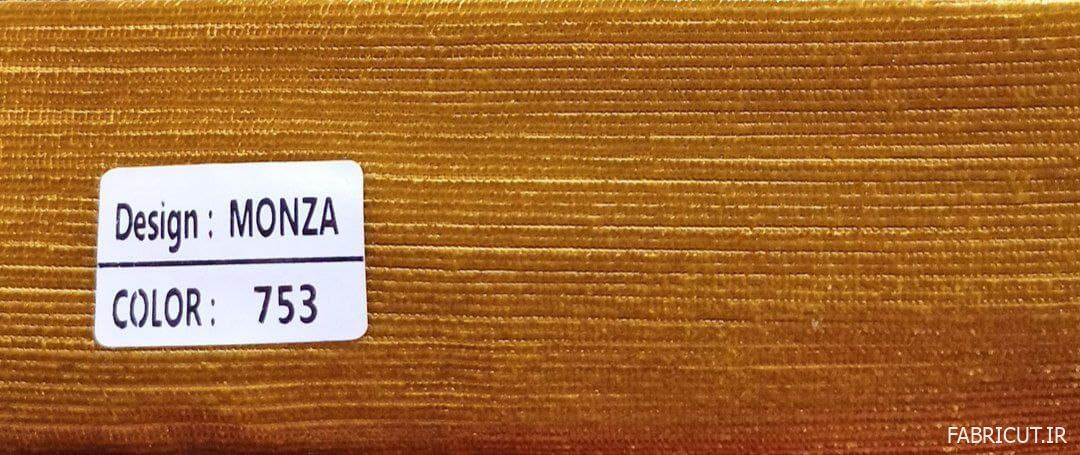 Design : MONZA
COLOR : 753
FABRICUT.IR